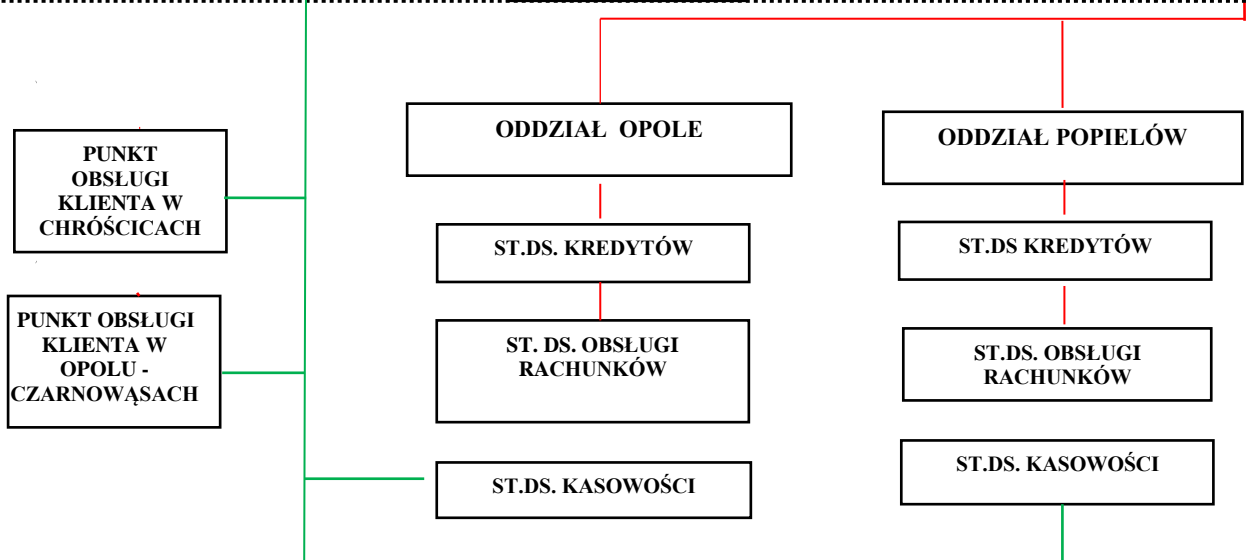 PUNKT
OBSŁUGI
KLIENTA W
CHRÓŚCICACH
PUNKT OBSŁUGI
KLIENTA W
OPOLU -
CZARNOWĄSACH
ODDZIAŁ OPOLE
ST.DS. KREDYTÓW
ST. DS. OBSŁUGI
RACHUNKÓW
ST.DS. KASOWOŚCI
ODDZIAŁ POPIELÓW
ST.DS KREDYTÓW
ST.DS. OBSŁUGI
RACHUNKÓW
ST.DS. KASOWOŚCI